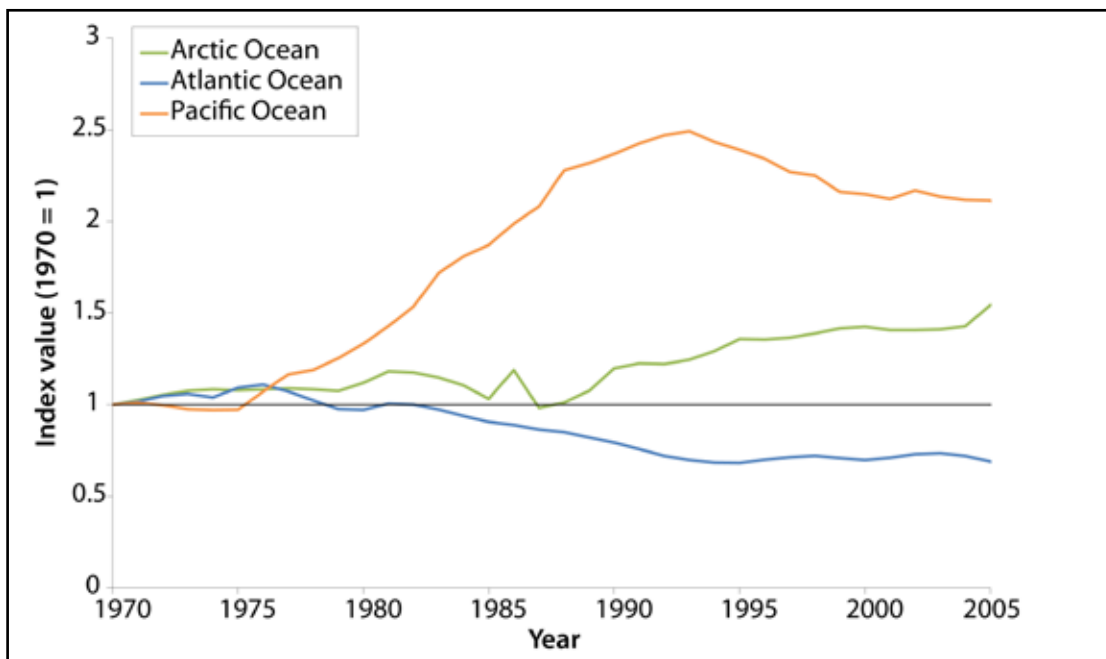 3
Arctic Ocean
Atlantic Ocean
Pacific Ocean
2.5
2
1.5
1
0.5
0
Index value (1970 = 1)
1970 1975 1980 1985 1990 1995 2000 2005
Year